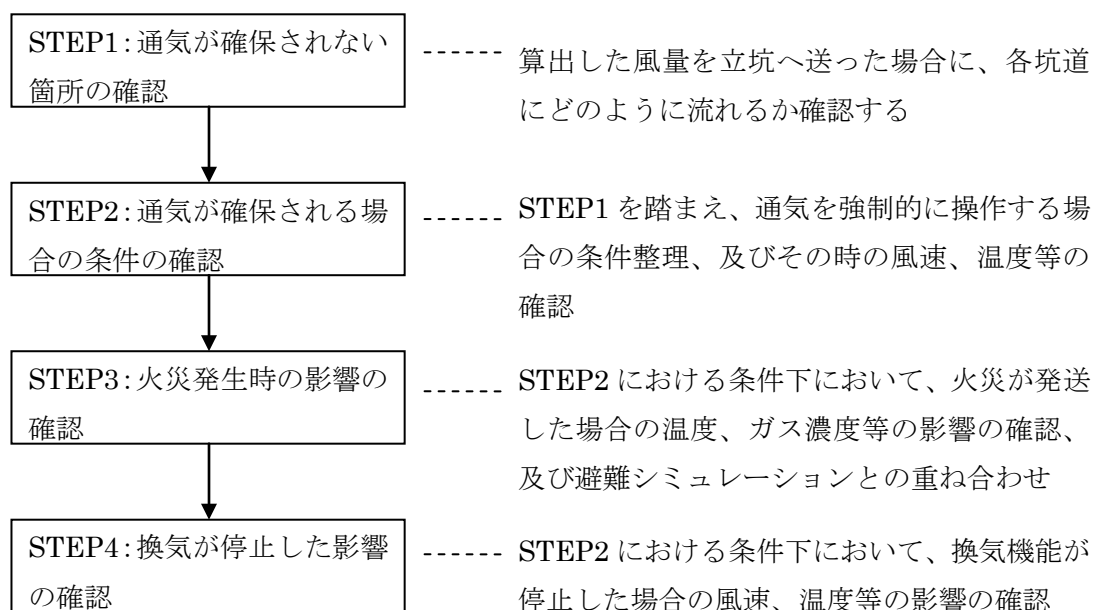 STEP1:通気が確保されない
箇所の確認
算出した風量を立坑へ送った場合に、各坑道
にどのように流れるか確認する
STEP2:通気が確保される場
合の条件の確認
STEP1 を踏まえ、通気を強制的に操作する場
合の条件整理、及びその時の風速、温度等の
確認
STEP3:火災発生時の影響の
確認
STEP2 における条件下において、火災が発送
した場合の温度、ガス濃度等の影響の確認、
及び避難シミュレーションとの重ね合わせ
STEP4:換気が停止した影響
の確認
STEP2 における条件下において、換気機能が
停止した場合の風速、温度等の影響の確認